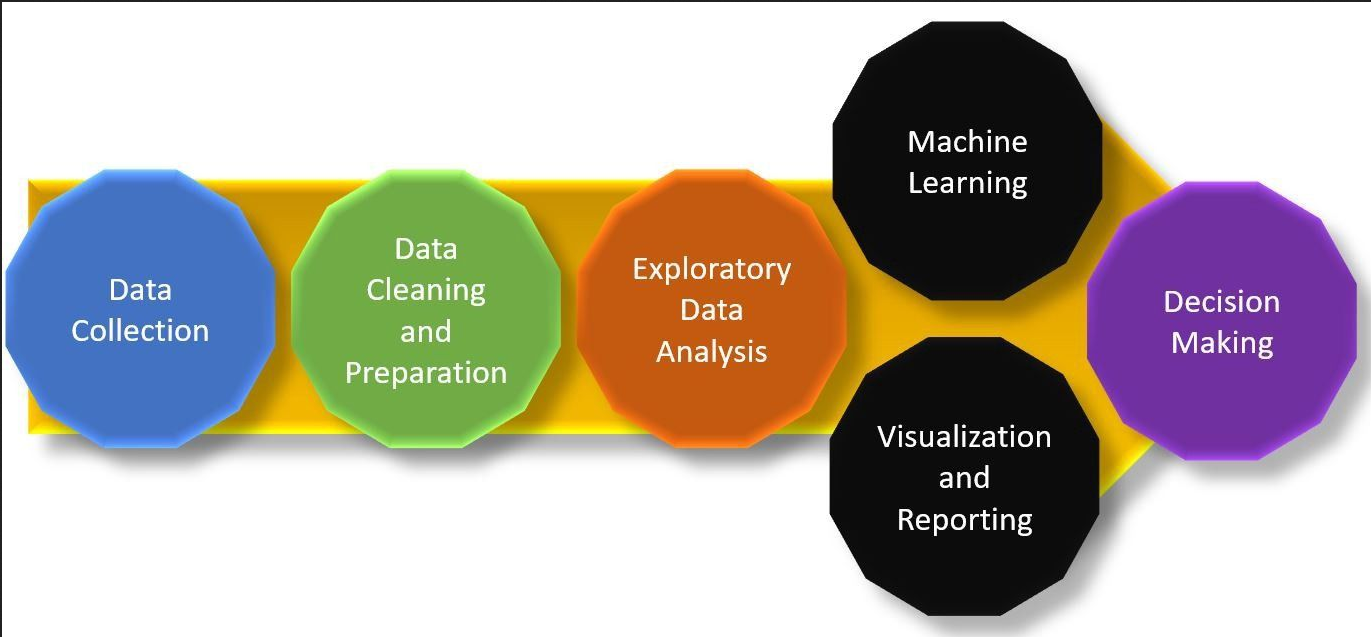 Data
Collection
Data
Cleaning
and
Preparation
Exploratory
Data
Analysis
Machine
Learning
Visualization
and
Reporting
Decision
Making